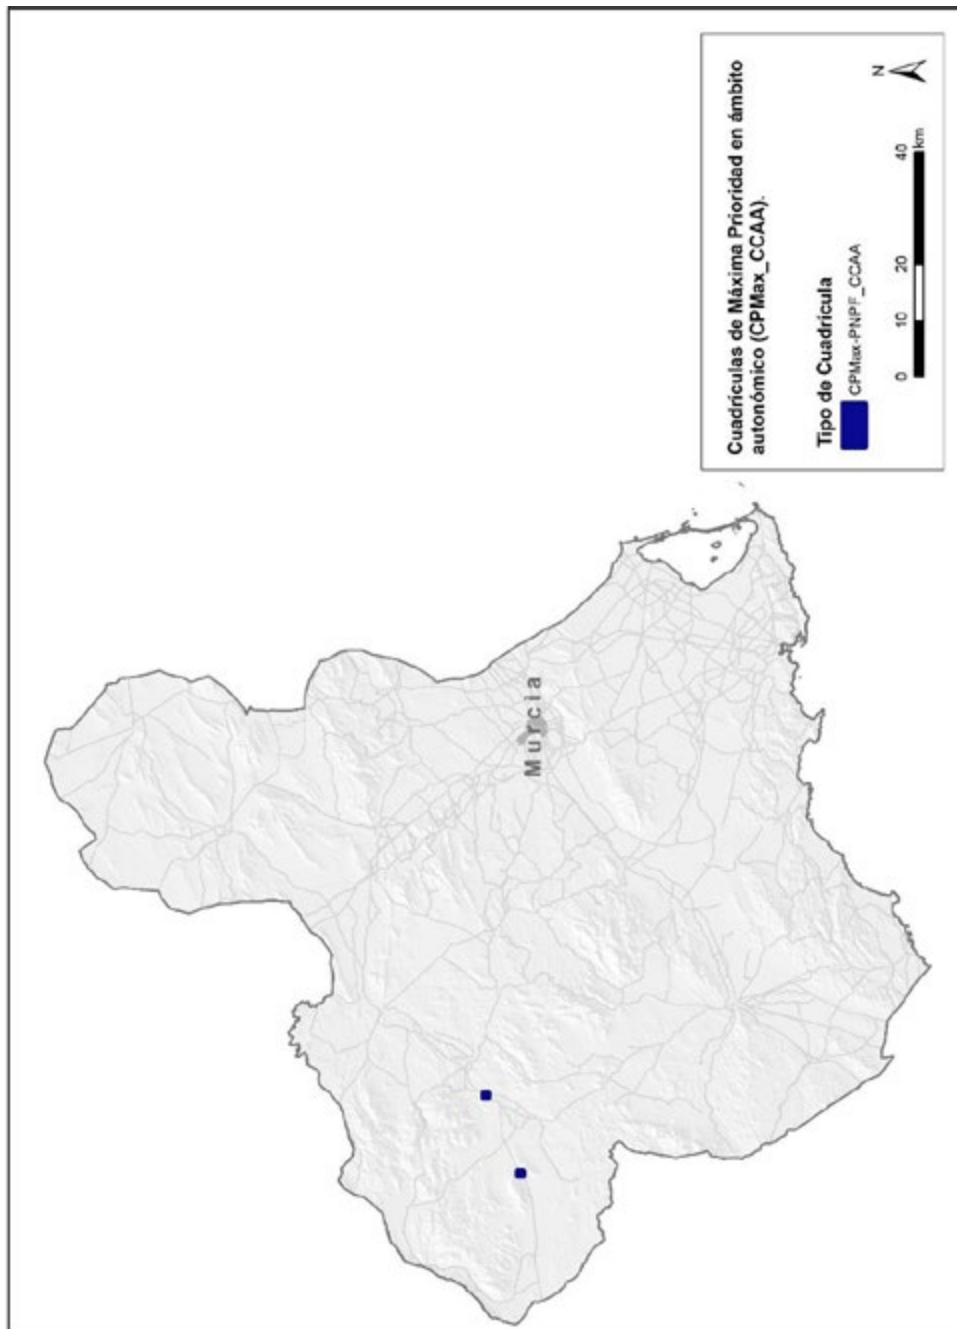 Cuadrículas de Máxima Prioridad en ámbito
autonómico (CPMax_CCAA).
Tipo de Cuadrícula
CPMax-PNPF_CCAA
0 10 20 40
km
N
Murcia